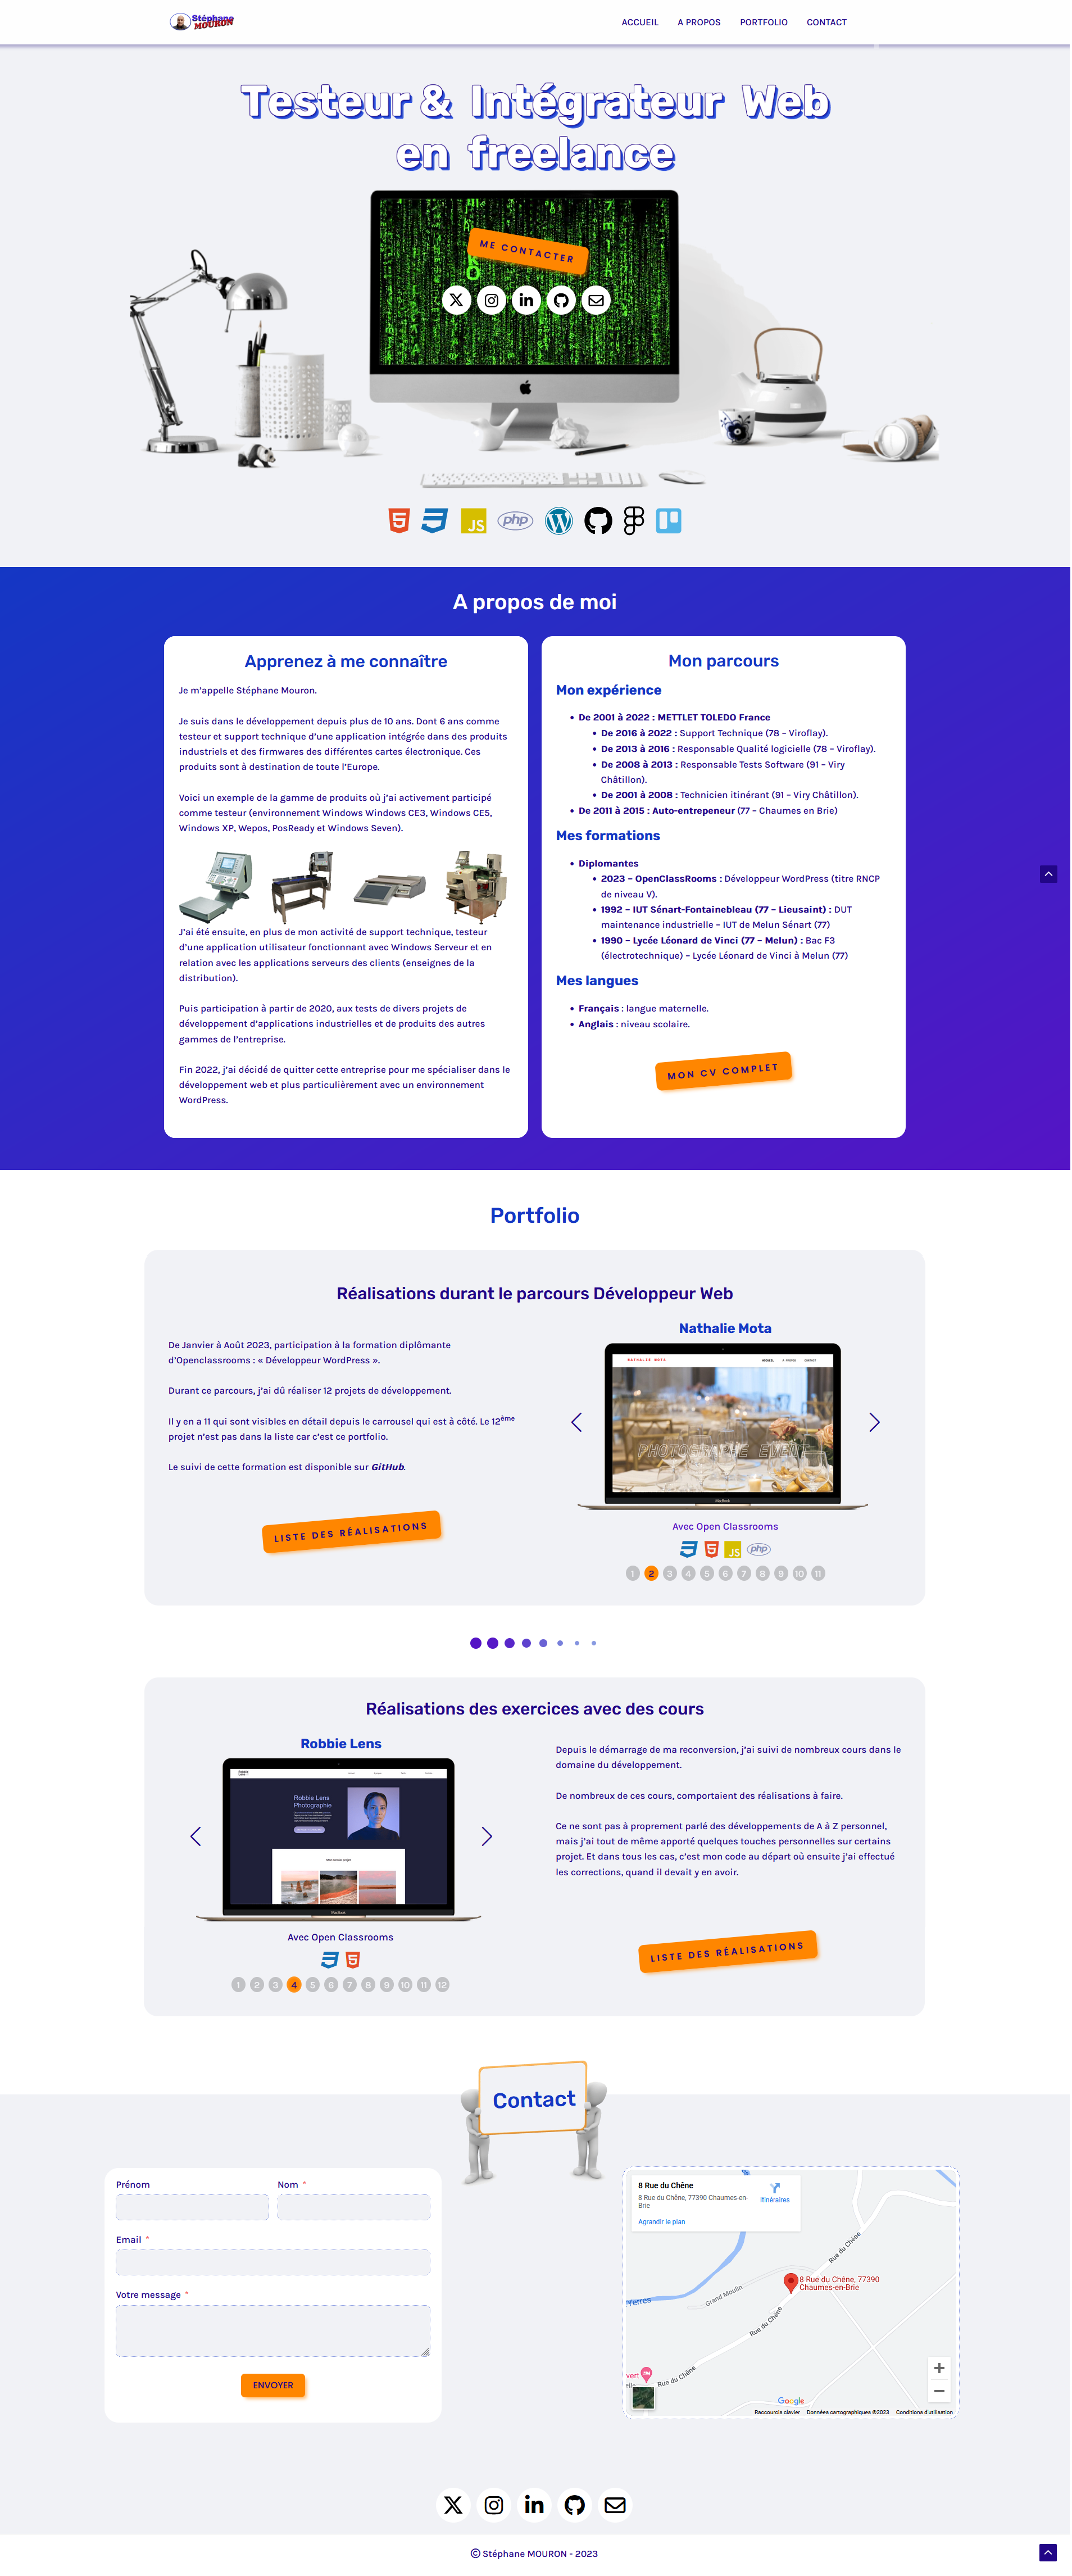 Stéphane
MOURON
ACCUEIL
A PROPOS
PORTFOLIO
CONTACT
Testeur & Intégrateur Web
en freelance
ME CONTACTER
JS
php
A propos de moi
Apprenez à me connaître
Je m'appelle Stéphane Mouron.
Je suis dans le développement depuis plus de 10 ans. Dont 6 ans comme
testeur et support technique d'une application intégrée dans des produits
industriels et des firmwares des différentes cartes électronique. Ces
produits sont à destination de toute l'Europe.
Voici un exemple de la gamme de produits où j'ai activement participé
comme testeur (environnement Windows Windows CE3, Windows CE5,
Windows XP, Wepos, PosReady et Windows Seven).
J'ai été ensuite, en plus de mon activité de support technique, testeur
d'une application utilisateur fonctionnant avec Windows Serveur et en
relation avec les applications serveurs des clients (enseignes de la
distribution).
Puis participation à partir de 2020, aux tests de divers projets de
développement d'applications industrielles et de produits des autres
gammes de l'entreprise.
Fin 2022, j'ai décidé de quitter cette entreprise pour me spécialiser dans le
développement web et plus particulièrement avec un environnement
WordPress.
Mon parcours
Mon expérience
De 2001 à 2022 : METTLET TOLEDO France
De 2016 à 2022 : Support Technique (78 – Viroflay).
De 2013 à 2016 : Responsable Qualité logicielle (78 – Viroflay).
De 2008 à 2013 : Responsable Tests Software (91 – Viry
Châtillon).
De 2001 à 2008 : Technicien itinérant (91 – Viry Châtillon).
De 2011 à 2015 : Auto-entrepeneur (77 – Chaumes en Brie)
Mes formations
Diplomantes
2023 – OpenClassRooms : Développeur WordPress (titre RNCP
de niveau V).
1992 – IUT Sénart-Fontainebleau (77 – Lieusaint) : DUT
maintenance industrielle – IUT de Melun Sénart (77)
1990 – Lycée Léonard de Vinci (77 – Melun) : Bac F3
(électrotechnique) – Lycée Léonard de Vinci à Melun (77)
Mes langues
Français : langue maternelle.
Anglais : niveau scolaire.
MON CV COMPLET
Portfolio
Réalisations durant le parcours Développeur Web
De Janvier à Août 2023, participation à la formation diplômante
d'Openclassrooms : « Développeur WordPress ».
Durant ce parcours, j'ai dû réaliser 12 projets de développement.
Il y en a 11 qui sont visibles en détail depuis le carrousel qui est à côté. Le 12ème
projet n'est pas dans la liste car c'est ce portfolio.
Le suivi de cette formation est disponible sur GitHub.
LISTE DES RÉALISATIONS
Nathalie Mota
NATHALIE MOTA
ACCUEIL
A PROPOS
CONTACT
PHOTOGRAPHE EVENT
MacBook
Avec Open Classrooms
JS
php
1 2 3 4 5 6 7 8 9 10 11
Réalisations des exercices avec des cours
Robbie Lens
Robbie
Lens
Robbie Lens
Photographie
MacBook
Avec Open Classrooms
1 2 3 4 5 6 7 8 9 10 11 12
Depuis le démarrage de ma reconversion, j'ai suivi de nombreux cours dans le
domaine du développement.
De nombreux de ces cours, comportaient des réalisations à faire.
Ce ne sont pas à proprement parlé des développements de A à Z personnel,
mais j'ai tout de même apporté quelques touches personnelles sur certains
projet. Et dans tous les cas, c'est mon code au départ où ensuite j'ai effectué
les corrections, quand il devait y en avoir.
LISTE DES RÉALISATIONS
Contact
Prénom
Nom *
Email *
Votre message *
ENVOYER
8 Rue du Chêne
8 Rue du Chêne, 77390 Chaumes-en-
Brie
Itinéraires
Agrandir le plan
Rue du Chêne
8 Rue du Chêne, 77390
Chaumes-en-Brie
Grand Moulin
Yerres
Rue du Chêne
vert
Rue du Chêne
Google
Raccourcis clavier
Données cartographiques ©2023
Conditions d'utilisation
© Stéphane MOURON - 2023